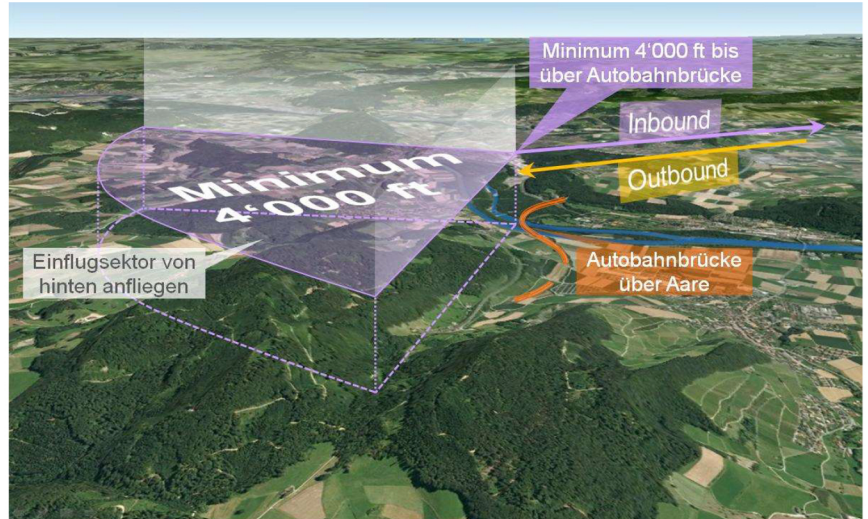 Minimum 4'000 ft bis
über Autobahnbrücke
Inbound
Outbound
Minimum
4'000 ft
Einflugsektor von
hinten anfliegen
Autobahnbrücke
über Aare